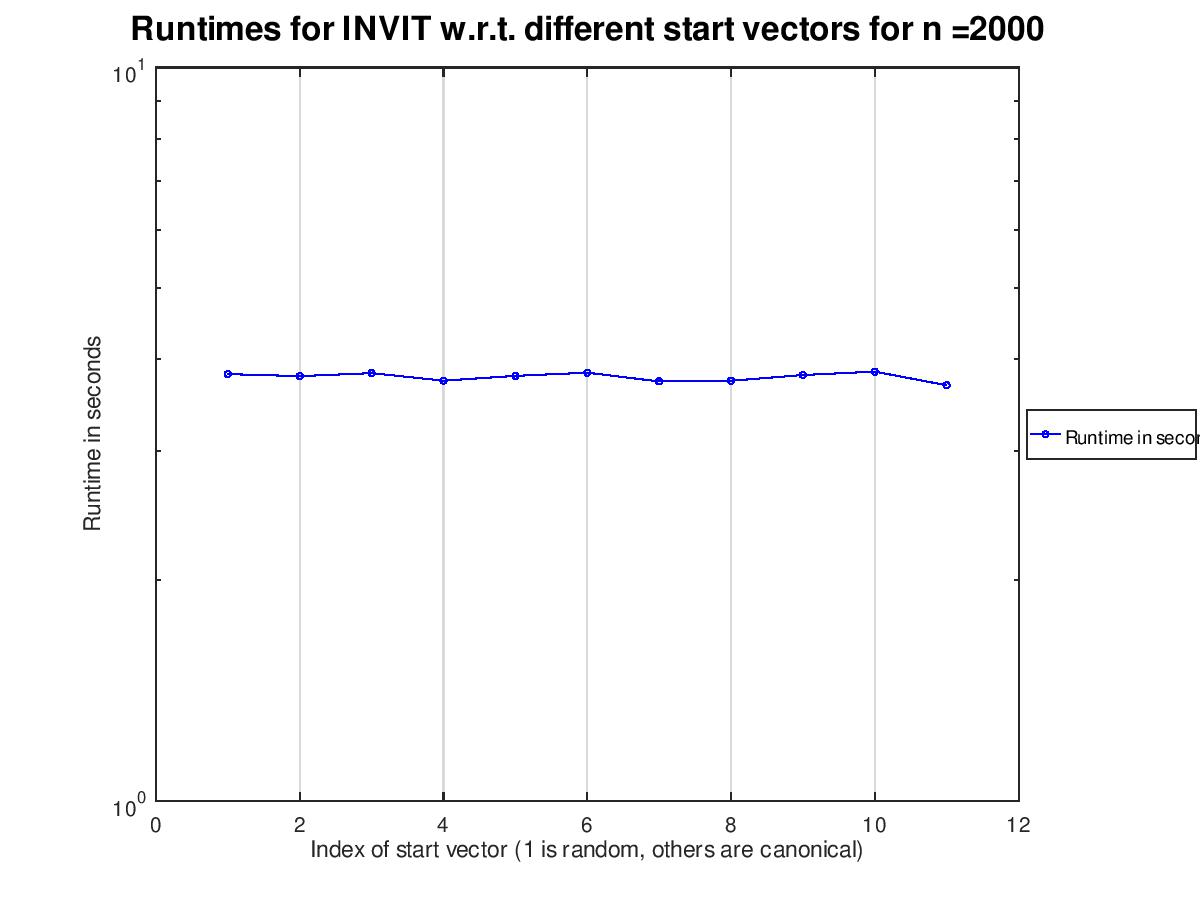 Runtimes for INVIT w.r.t. different start vectors for n =2000
10^1
10^0
Runtime in seconds
0 2 4 6 8 10 12
Index of start vector (1 is random, others are canonical)
Runtime in secon